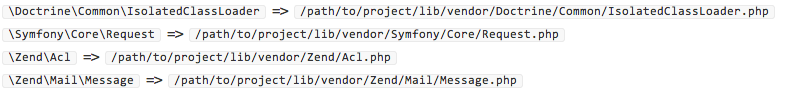 \Doctrine\Common\IsolatedClassLoader => /path/to/project/lib/vendor/Doctrine/Common/IsolatedClassLoader.php
\Symfony\Core\Request => /path/to/project/lib/vendor/Symfony/Core/Request.php
\Zend\Acl => /path/to/project/lib/vendor/Zend/Acl.php
\Zend\Mail\Message => /path/to/project/lib/vendor/Zend/Mail/Message.php